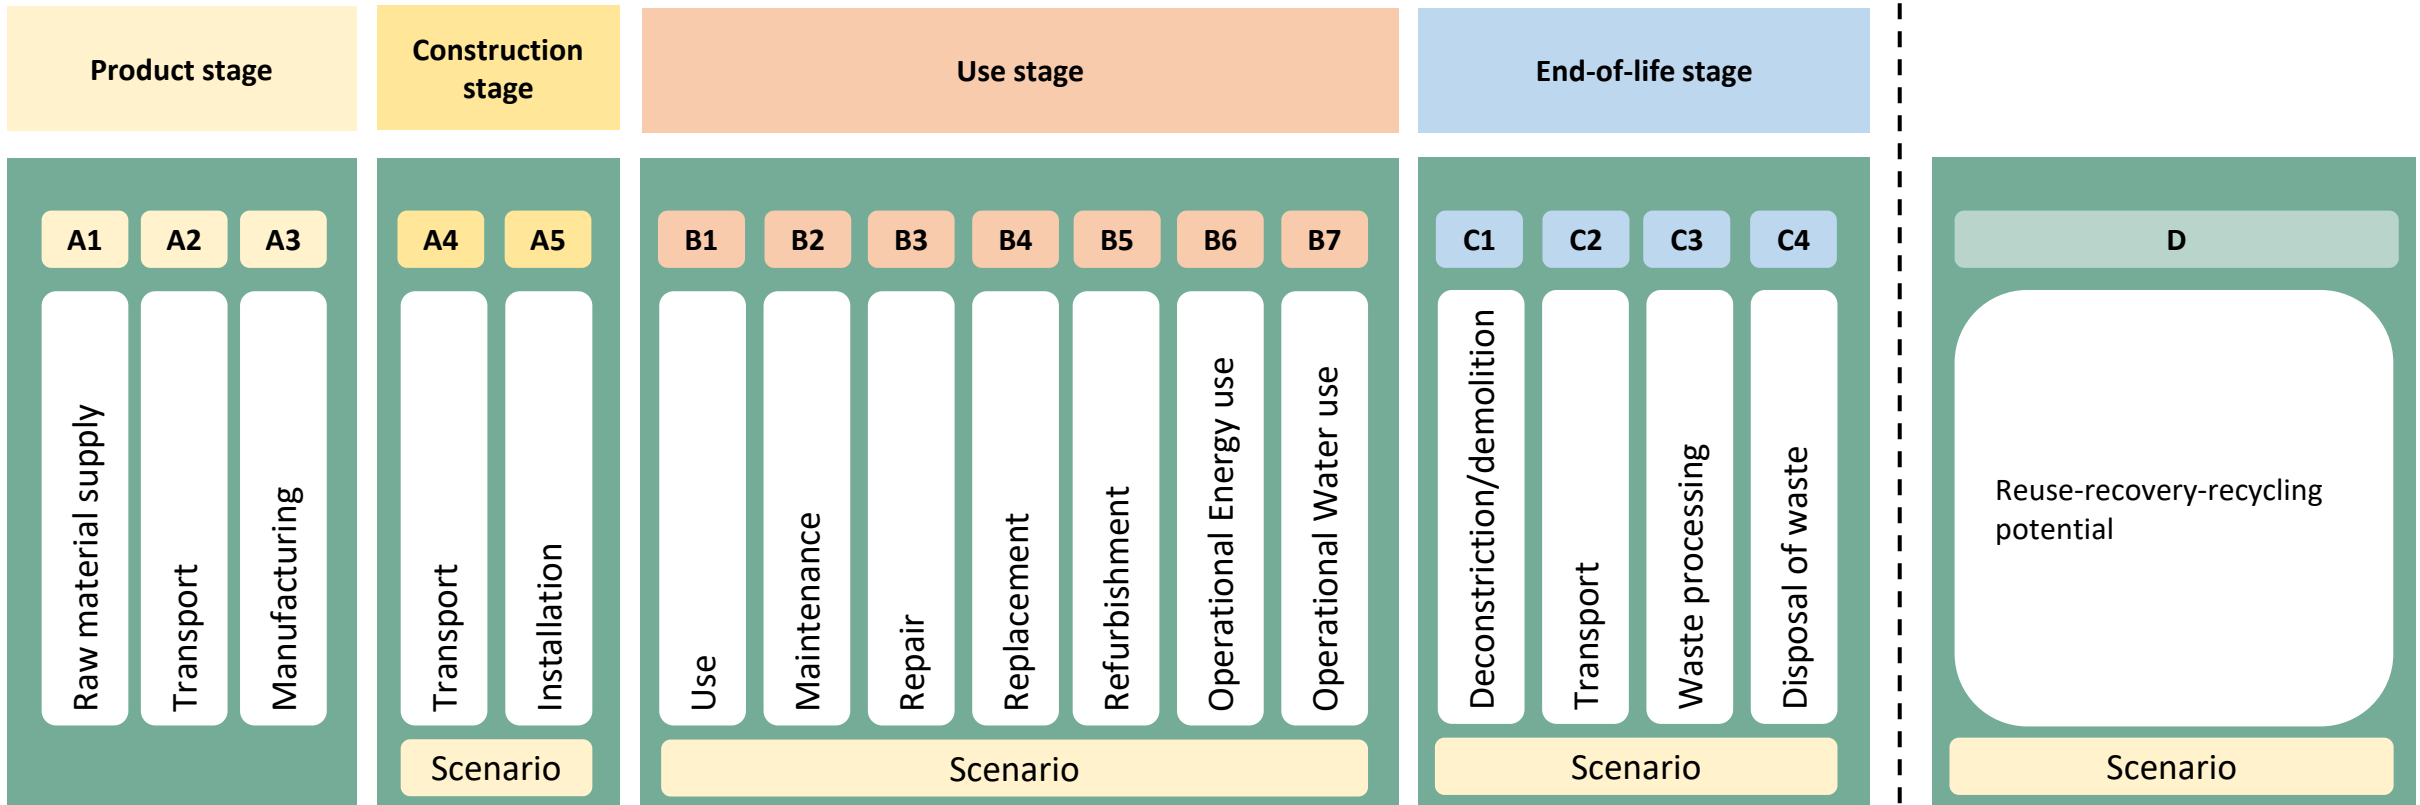 Product stage
Construction
stage
Use stage
End-of-life stage
A1
A2
A3
A4
A5
B1
B2
B3
B4
B5
B6
B7
C1
C2
C3
C4
D
Raw material supply
Transport
Manufacturing
Transport
Installation
Use
Maintenance
Repair
Replacement
Refurbishment
Operational Energy use
Operational Water use
Deconstriction/demolition
Transport
Waste processing
Disposal of waste
Reuse-recovery-recycling
potential
Scenario
Scenario
Scenario
Scenario